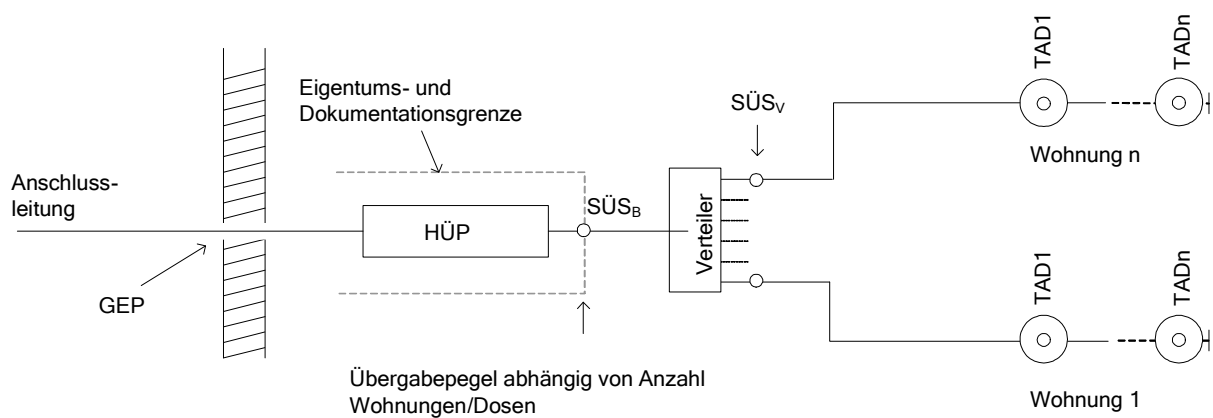 TAD1
TADn
Eigentums- und
Dokumentationsgrenze
SÜSV
Wohnung n
Anschluss-
leitung
SÜSB
HÜP
Verteiler
GEP
TAD1
TADn
Übergabepegel abhängig von Anzahl
Wohnungen/Dosen
Wohnung 1